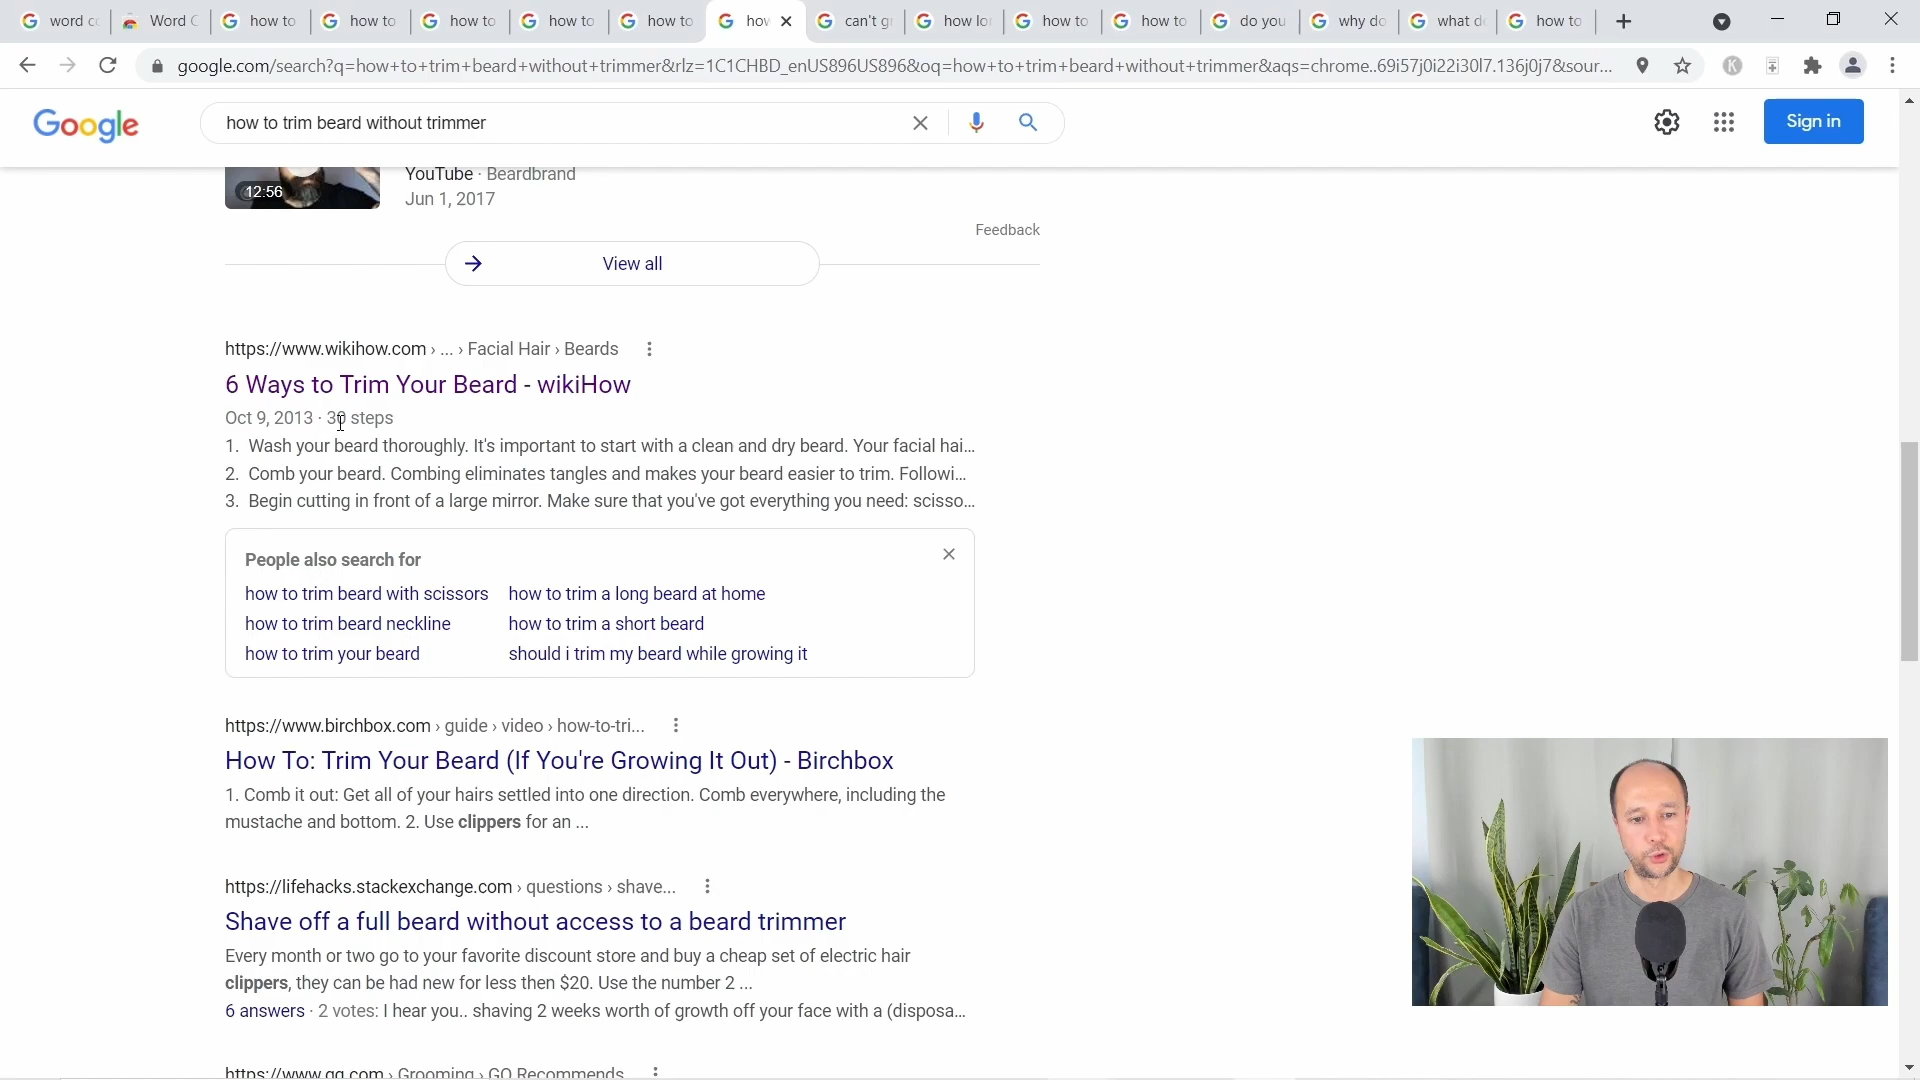 word c
Word C
how to
how to
how to
how to
how to
how
can't g
how lo
how to
how to
do you
why do
what d
how to
google.com/search?q=how+to+trim+beard+without+trimmer&rlz=1C1CHBD_enUS896US896&oq=how+to+trim+beard+without+trimmer&aqs=chrome..69i57j0i22i30l7.136j0j7&sour...
Google
how to trim beard without trimmer
Sign in
12:56
YouTube · Beardbrand
Jun 1, 2017
Feedback
View all
https://www.wikihow.com › ... › Facial Hair › Beards
6 Ways to Trim Your Beard - wikiHow
Oct 9, 2013 · 30 steps
1. Wash your beard thoroughly. It's important to start with a clean and dry beard. Your facial hai...
2. Comb your beard. Combing eliminates tangles and makes your beard easier to trim. Followi...
3. Begin cutting in front of a large mirror. Make sure that you've got everything you need: scisso...
People also search for
how to trim beard with scissors how to trim a long beard at home
how to trim beard neckline how to trim a short beard
how to trim your beard should i trim my beard while growing it
https://www.birchbox.com › guide › video › how-to-tri...
How To: Trim Your Beard (If You're Growing It Out) - Birchbox
1. Comb it out: Get all of your hairs settled into one direction. Comb everywhere, including the
mustache and bottom. 2. Use clippers for an ...
https://lifehacks.stackexchange.com › questions › shave...
Shave off a full beard without access to a beard trimmer
Every month or two go to your favorite discount store and buy a cheap set of electric hair
clippers, they can be had new for less then $20. Use the number 2 ...
6 answers · 2 votes: I hear you.. shaving 2 weeks worth of growth off your face with a (disposa...
https://www.gq.com › Grooming › GQ Recommends